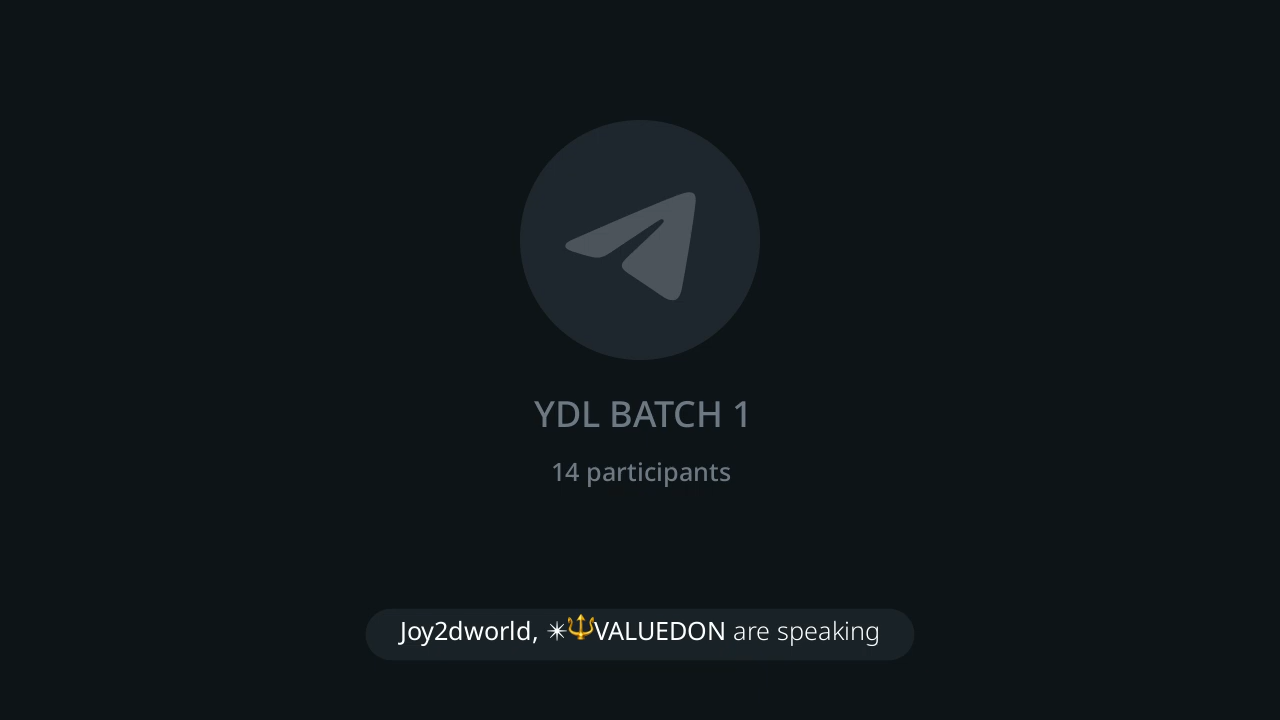 YDL BATCH 1
14 participants
Joy2dworld, ✳🔱VALUEDON are speaking